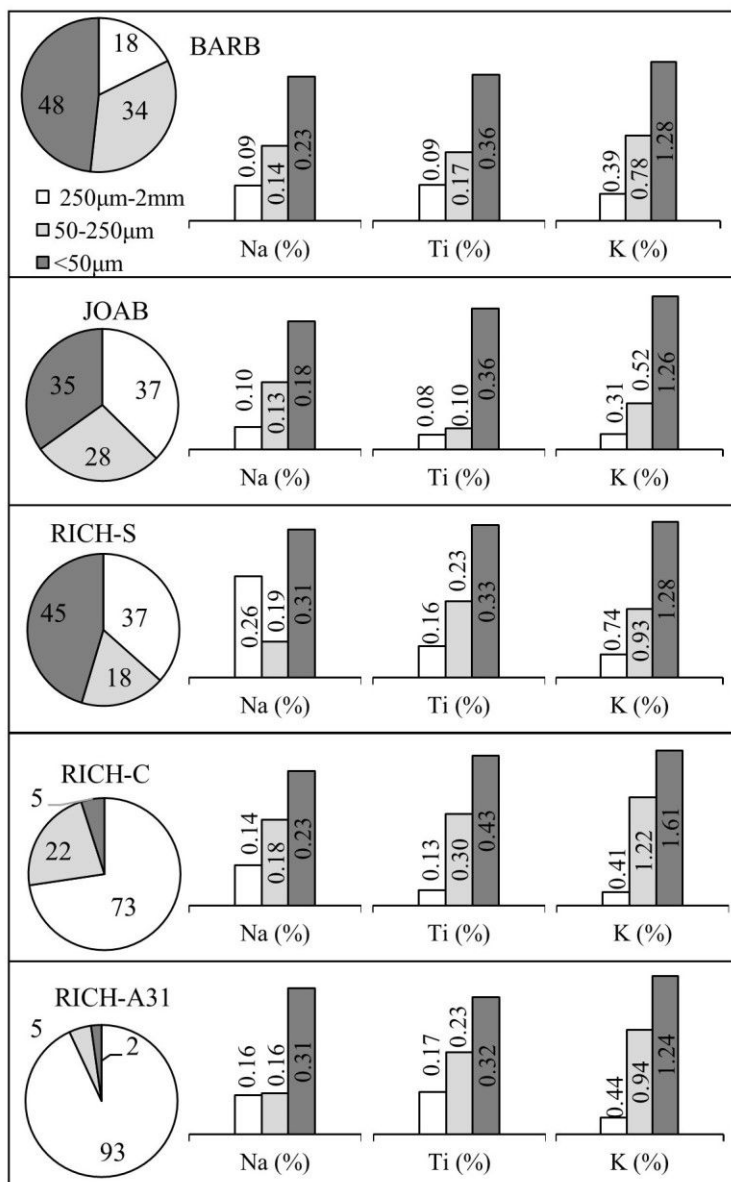 BARB
18
48
34
250μm-2mm
50-250μm
<50μm
0.09 0.14 0.23
Na (%)
0.09 0.17 0.36
Ti (%)
0.39 0.78 1.28
K (%)
JOAB
35
37
28
0.10 0.13 0.18
Na (%)
0.08 0.10 0.36
Ti (%)
0.31 0.52 1.26
K (%)
RICH-S
45
37
18
0.26 0.19 0.31
Na (%)
0.16 0.23 0.33
Ti (%)
0.74 0.93 1.28
K (%)
RICH-C
5
22
73
0.14 0.18 0.23
Na (%)
0.13 0.30 0.43
Ti (%)
0.41 1.22 1.61
K (%)
RICH-A31
5
2
93
0.16 0.16 0.31
Na (%)
0.17 0.23 0.32
Ti (%)
0.44 0.94 1.24
K (%)